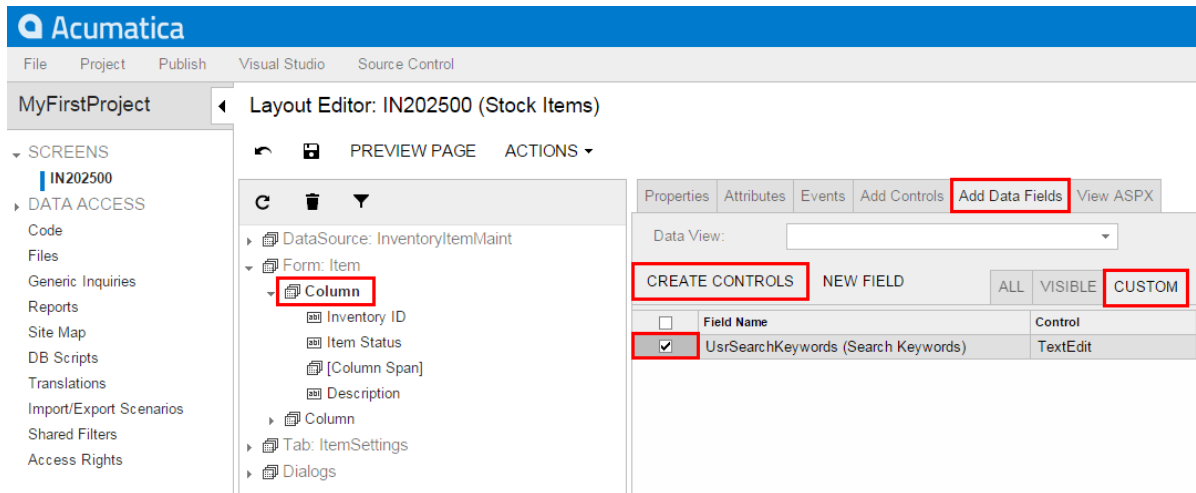 Acumatica
File Project Publish Visual Studio Source Control
MyFirstProject
Layout Editor: IN202500 (Stock Items)
SCREENS
IN202500
DATA ACCESS
Code
Files
Generic Inquiries
Reports
Site Map
DB Scripts
Translations
Import/Export Scenarios
Shared Filters
Access Rights
PREVIEW PAGE ACTIONS
DataSource: InventoryItemMaint
Form: Item
Column
Inventory ID
Item Status
[Column Span]
Description
Column
Tab: ItemSettings
Dialogs
Properties Attributes Events Add Controls Add Data Fields View ASPX
Data View:
CREATE CONTROLS NEW FIELD ALL VISIBLE CUSTOM
Field Name Control
UsrSearchKeywords (Search Keywords) TextEdit